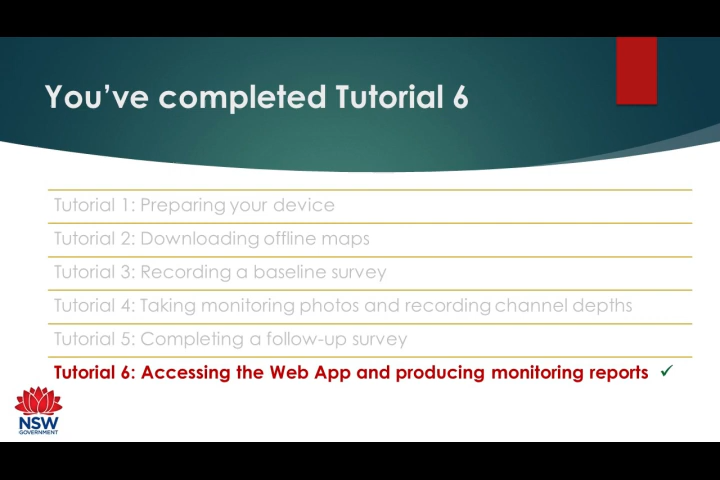 You’ve completed Tutorial 6
Tutorial 1: Preparing your device
Tutorial 2: Downloading offline maps
Tutorial 3: Recording a baseline survey
Tutorial 4: Taking monitoring photos and recording channel depths
Tutorial 5: Completing a follow-up survey
Tutorial 6: Accessing the Web App and producing monitoring reports ✓
NSW
GOVERNMENT